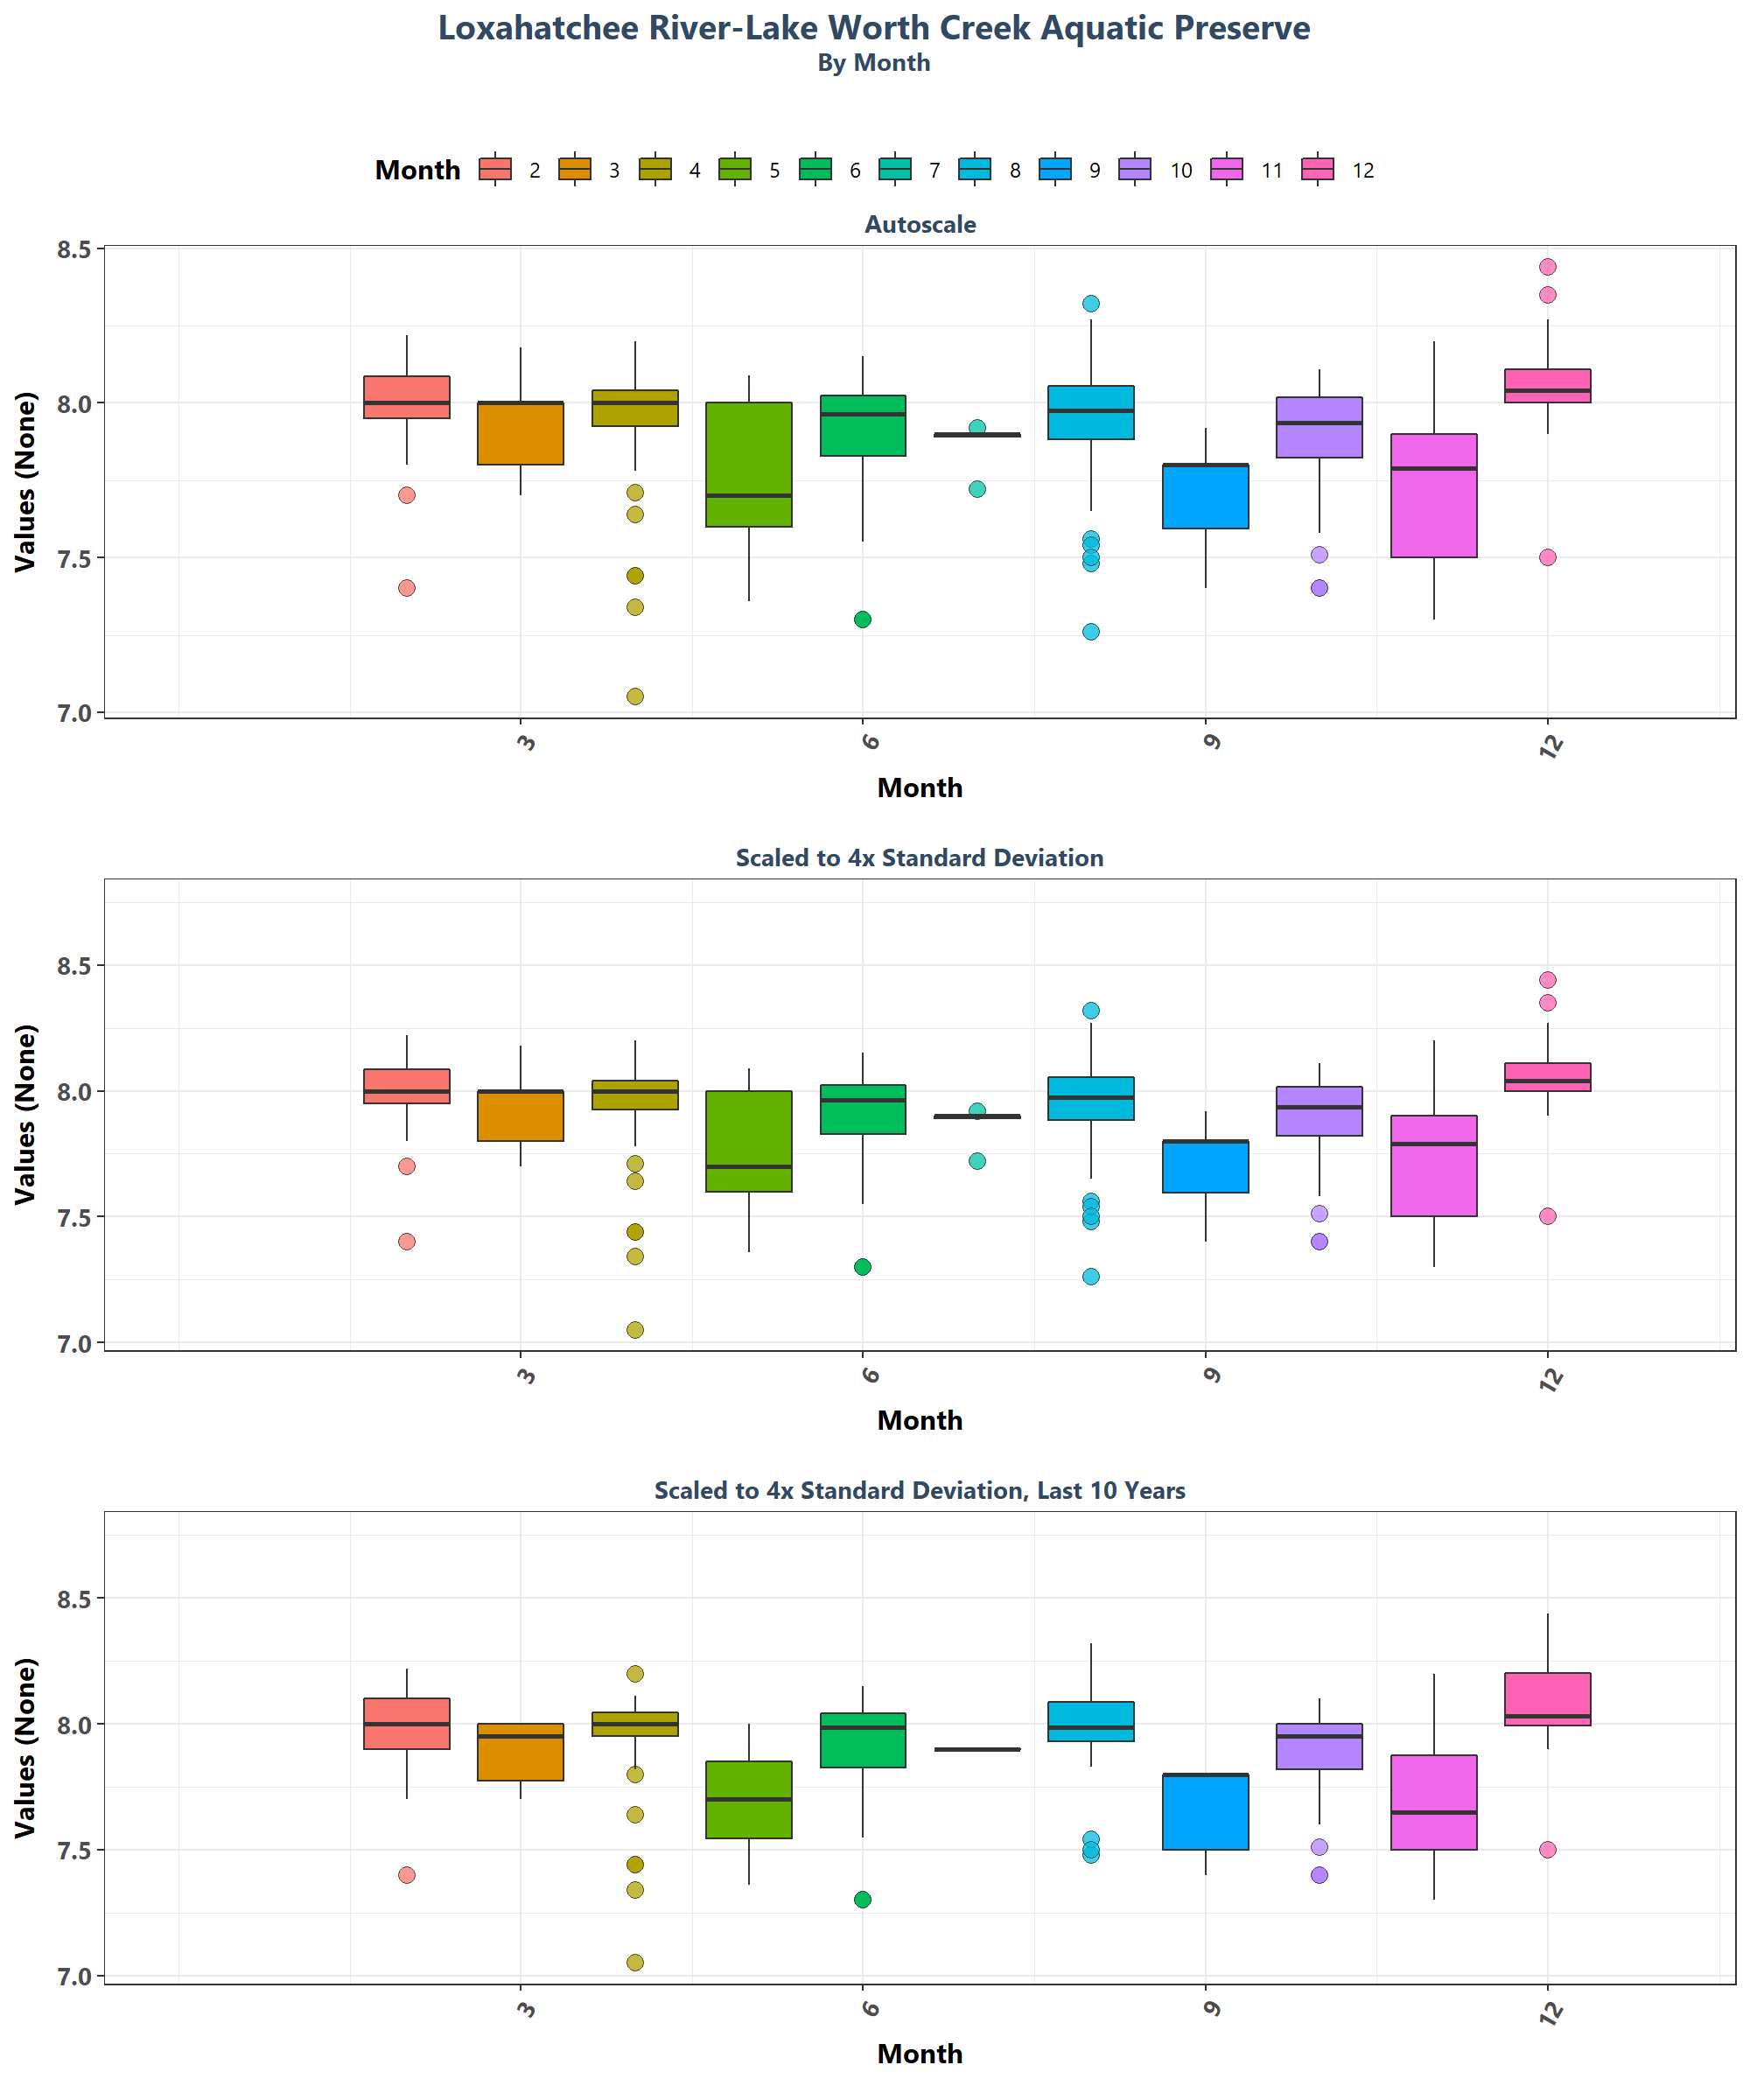 Loxahatchee River-Lake Worth Creek Aquatic Preserve
By Month
Month 2 3 4 5 6 7 8 9 10 11 12
Autoscale
Values (None)
8.5
8.0
7.5
7.0
3 6 9 12
Month
Scaled to 4x Standard Deviation
Values (None)
8.5
8.0
7.5
7.0
3 6 9 12
Month
Scaled to 4x Standard Deviation, Last 10 Years
Values (None)
8.5
8.0
7.5
7.0
3 6 9 12
Month